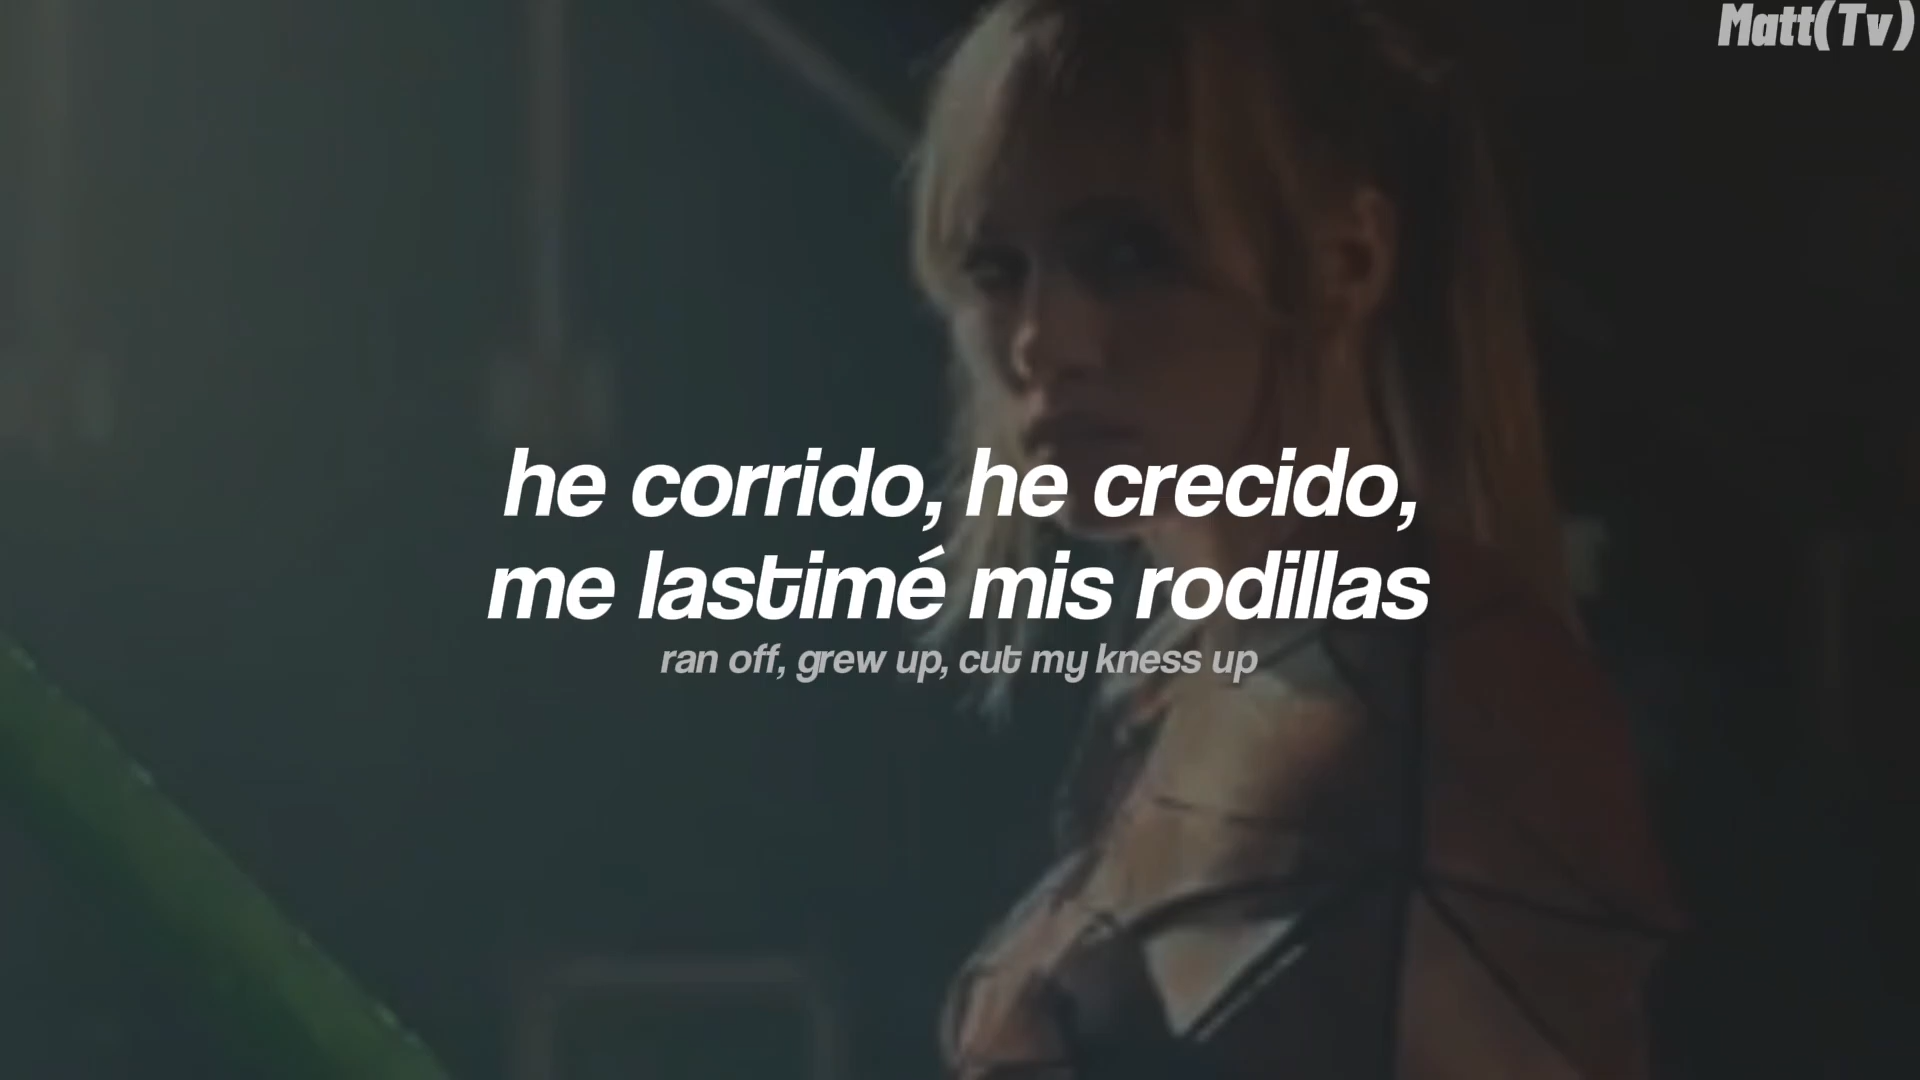 Matt(Tv)
he corrido, he crecido,
me lastimé mis rodillas
ran off, grew up, cut my kness up